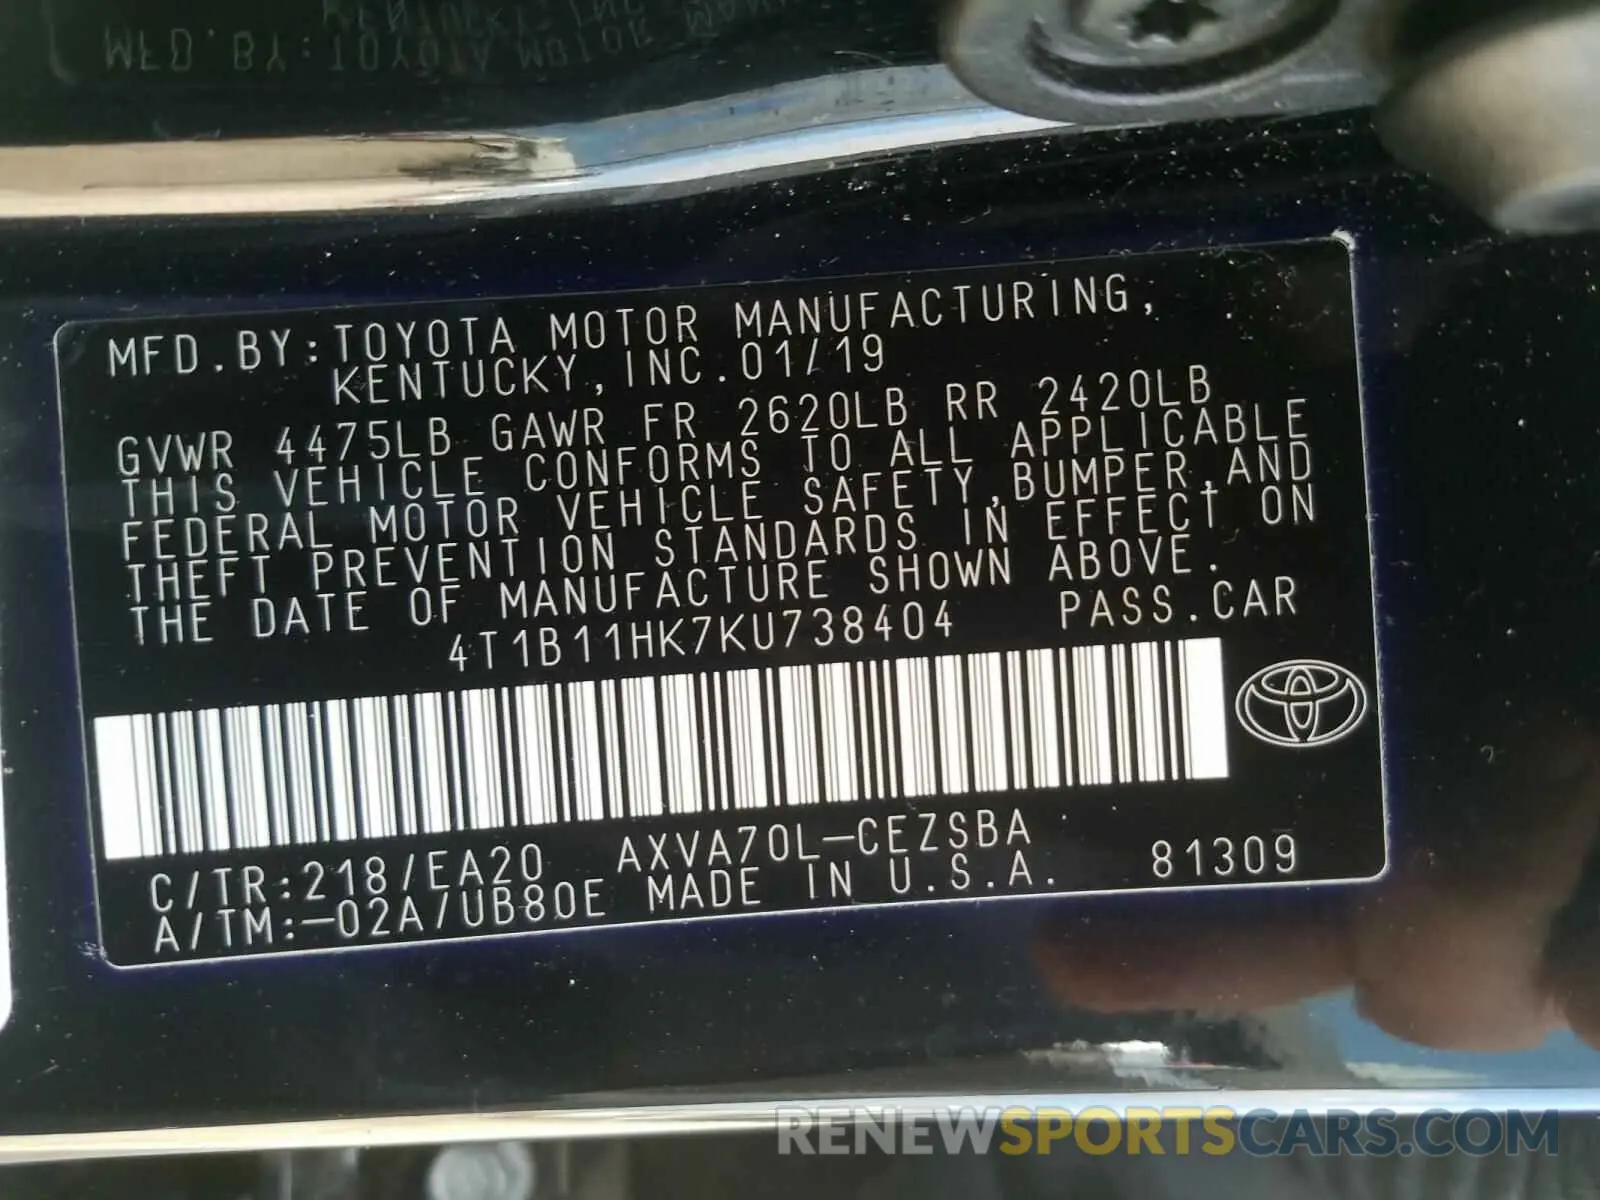 MFD.BY:TOYOTA MOTOR MANUFACTURING,
KENTUCKY,INC.01/19
GVWR 4475LB GAWR FR 2620LB RR 2420LB
THIS VEHICLE CONFORMS TO ALL APPLICABLE
FEDERAL MOTOR VEHICLE SAFETY,BUMPER,AND
THEFT PREVENTION STANDARDS IN EFFECT ON
THE DATE OF MANUFACTURE SHOWN ABOVE.
4T1B11HK7KU738404 PASS.CAR
C/TR:218/EA20 AXVA70L-CEZSBA
A/TM:-02A/UB80E MADE IN U.S.A. 81309
RENEWSPORTSCARS.COM